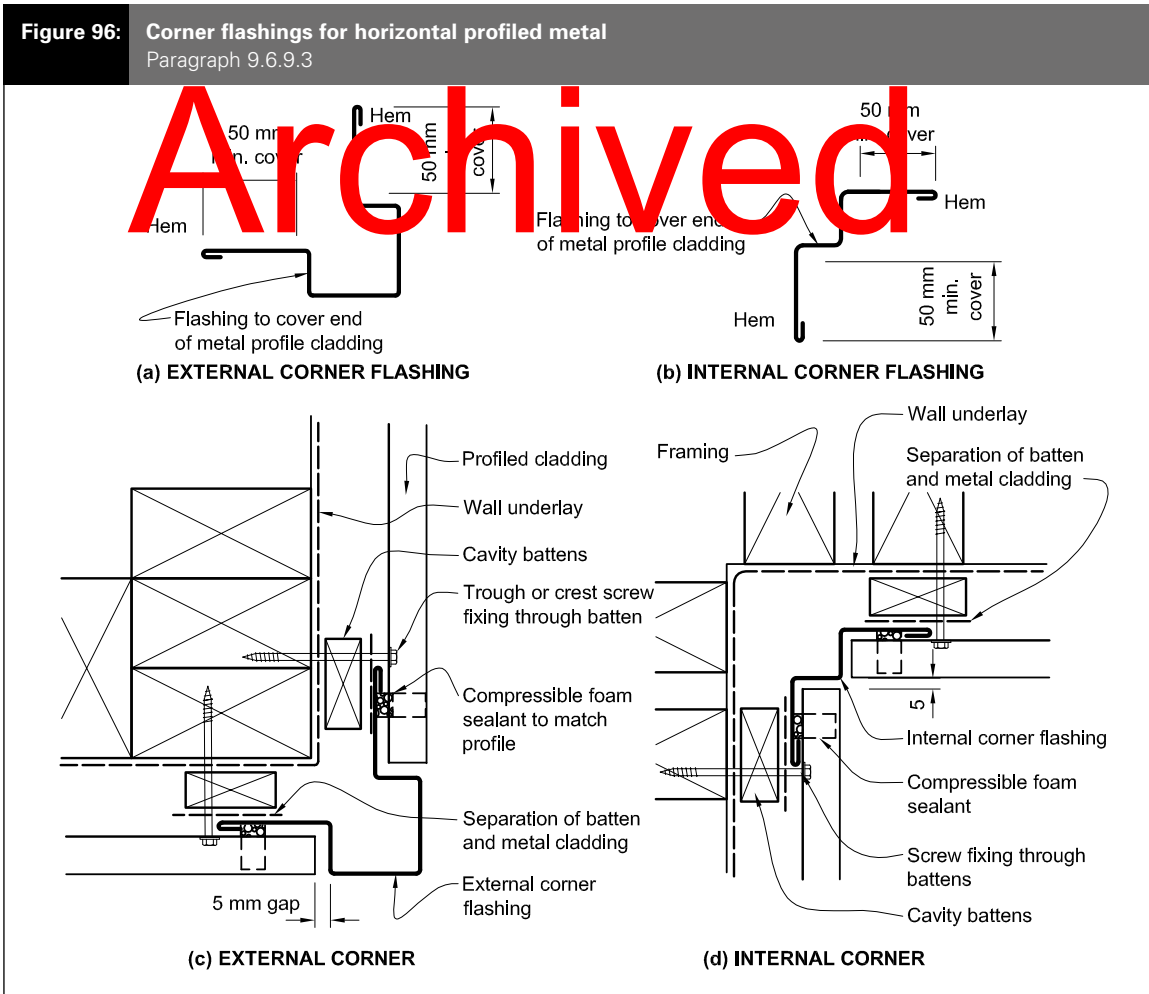 Figure 96: Corner flashings for horizontal profiled metal
Paragraph 9.6.9.3
Archived
50 mm
min. cover
Hem
50 mm
cover
Hem
Flashing to cover end
of metal profile cladding
(a) EXTERNAL CORNER FLASHING
50 mm
min. cover
Hem
Flashing to cover end
of metal profile cladding
Hem
50 mm
min.
cover
(b) INTERNAL CORNER FLASHING
Profiled cladding
Wall underlay
Cavity battens
Trough or crest screw
fixing through batten
Compressible foam
sealant to match
profile
Separation of batten
and metal cladding
External corner
flashing
5 mm gap
(c) EXTERNAL CORNER
Wall underlay
Framing
Separation of batten
and metal cladding
5
Internal corner flashing
Compressible foam
sealant
Screw fixing through
battens
Cavity battens
(d) INTERNAL CORNER